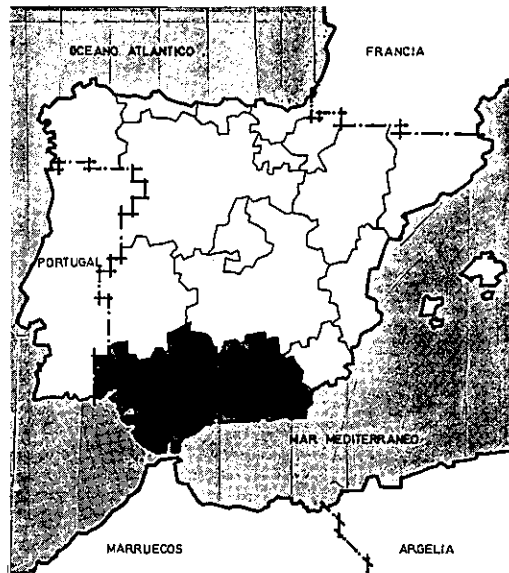 OCEANO ATLANTICO
FRANCIA
PORTUGAL
MAR MEDITERRANEO
MARRUECOS
ARGELIA